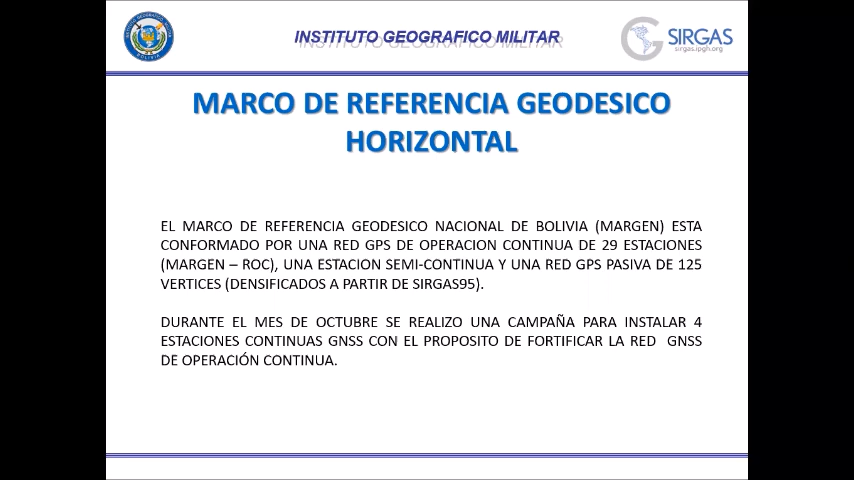 INSTITUTO GEOGRAFICO MILITAR
SIRGAS
sirgas.ipgh.org
MARCO DE REFERENCIA GEODESICO
HORIZONTAL
EL MARCO DE REFERENCIA GEODESICO NACIONAL DE BOLIVIA (MARGEN) ESTA
CONFORMADO POR UNA RED GPS DE OPERACION CONTINUA DE 29 ESTACIONES
(MARGEN – ROC), UNA ESTACION SEMI-CONTINUA Y UNA RED GPS PASIVA DE 125
VERTICES (DENSIFICADOS A PARTIR DE SIRGAS95).
DURANTE EL MES DE OCTUBRE SE REALIZO UNA CAMPAÑA PARA INSTALAR 4
ESTACIONES CONTINUAS GNSS CON EL PROPOSITO DE FORTIFICAR LA RED GNSS
DE OPERACIÓN CONTINUA.